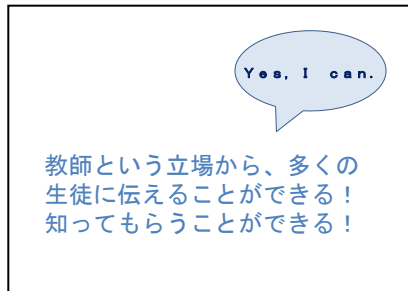 Yes, I can.
教師という立場から、多くの
生徒に伝えることができる！
知ってもらうことができる！